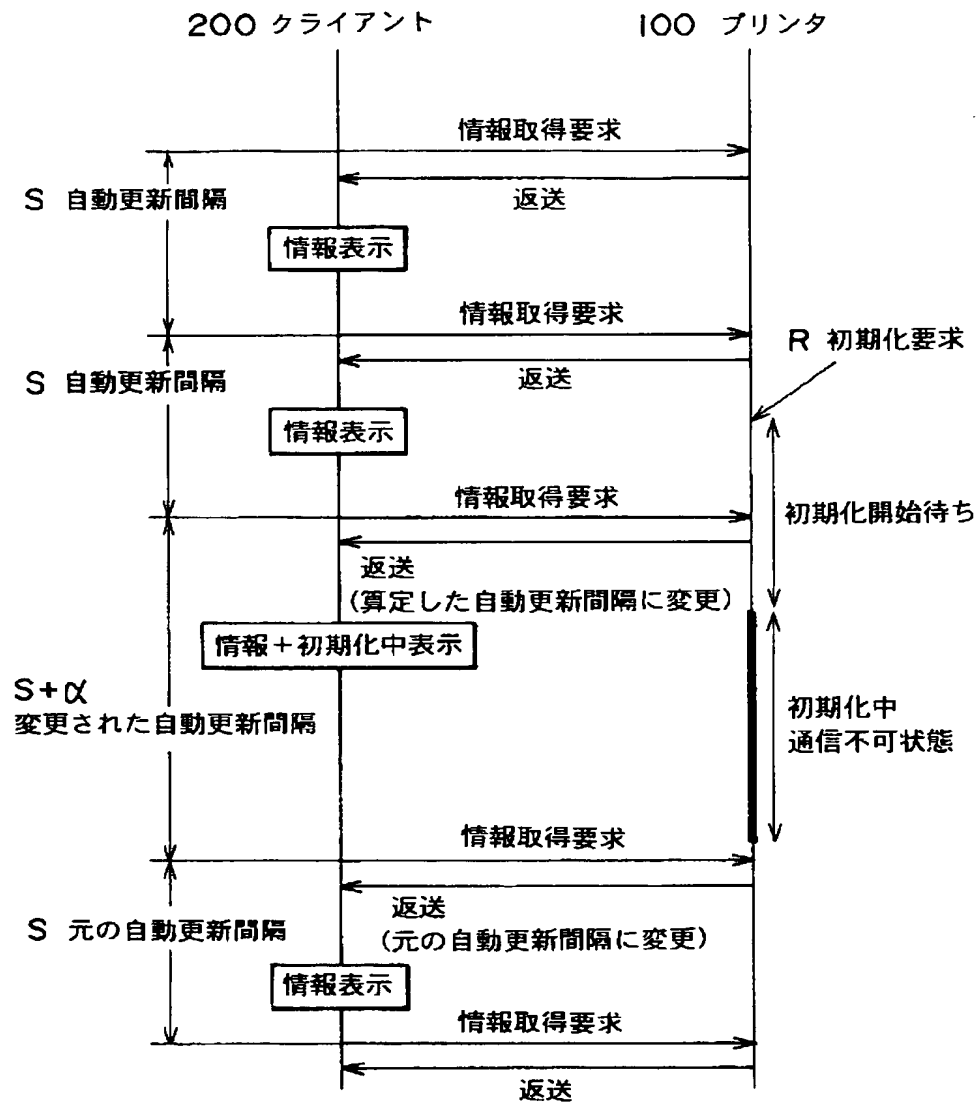 200 クライアント
100 プリンタ
情報取得要求
返送
S 自動更新間隔
情報表示
情報取得要求
R 初期化要求
返送
S 自動更新間隔
情報表示
情報取得要求
初期化開始待ち
返送
(算定した自動更新間隔に変更)
情報+初期化中表示
S+α
変更された自動更新間隔
初期化中
通信不可状態
情報取得要求
返送
(元の自動更新間隔に変更)
S 元の自動更新間隔
情報表示
情報取得要求
返送